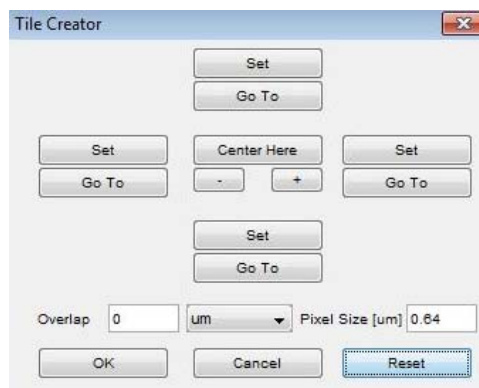 Tile Creator
Set
Go To
Set Center Here Set
Go To - + Go To
Set
Go To
Overlap 0 um Pixel Size [um] 0.64
OK Cancel Reset